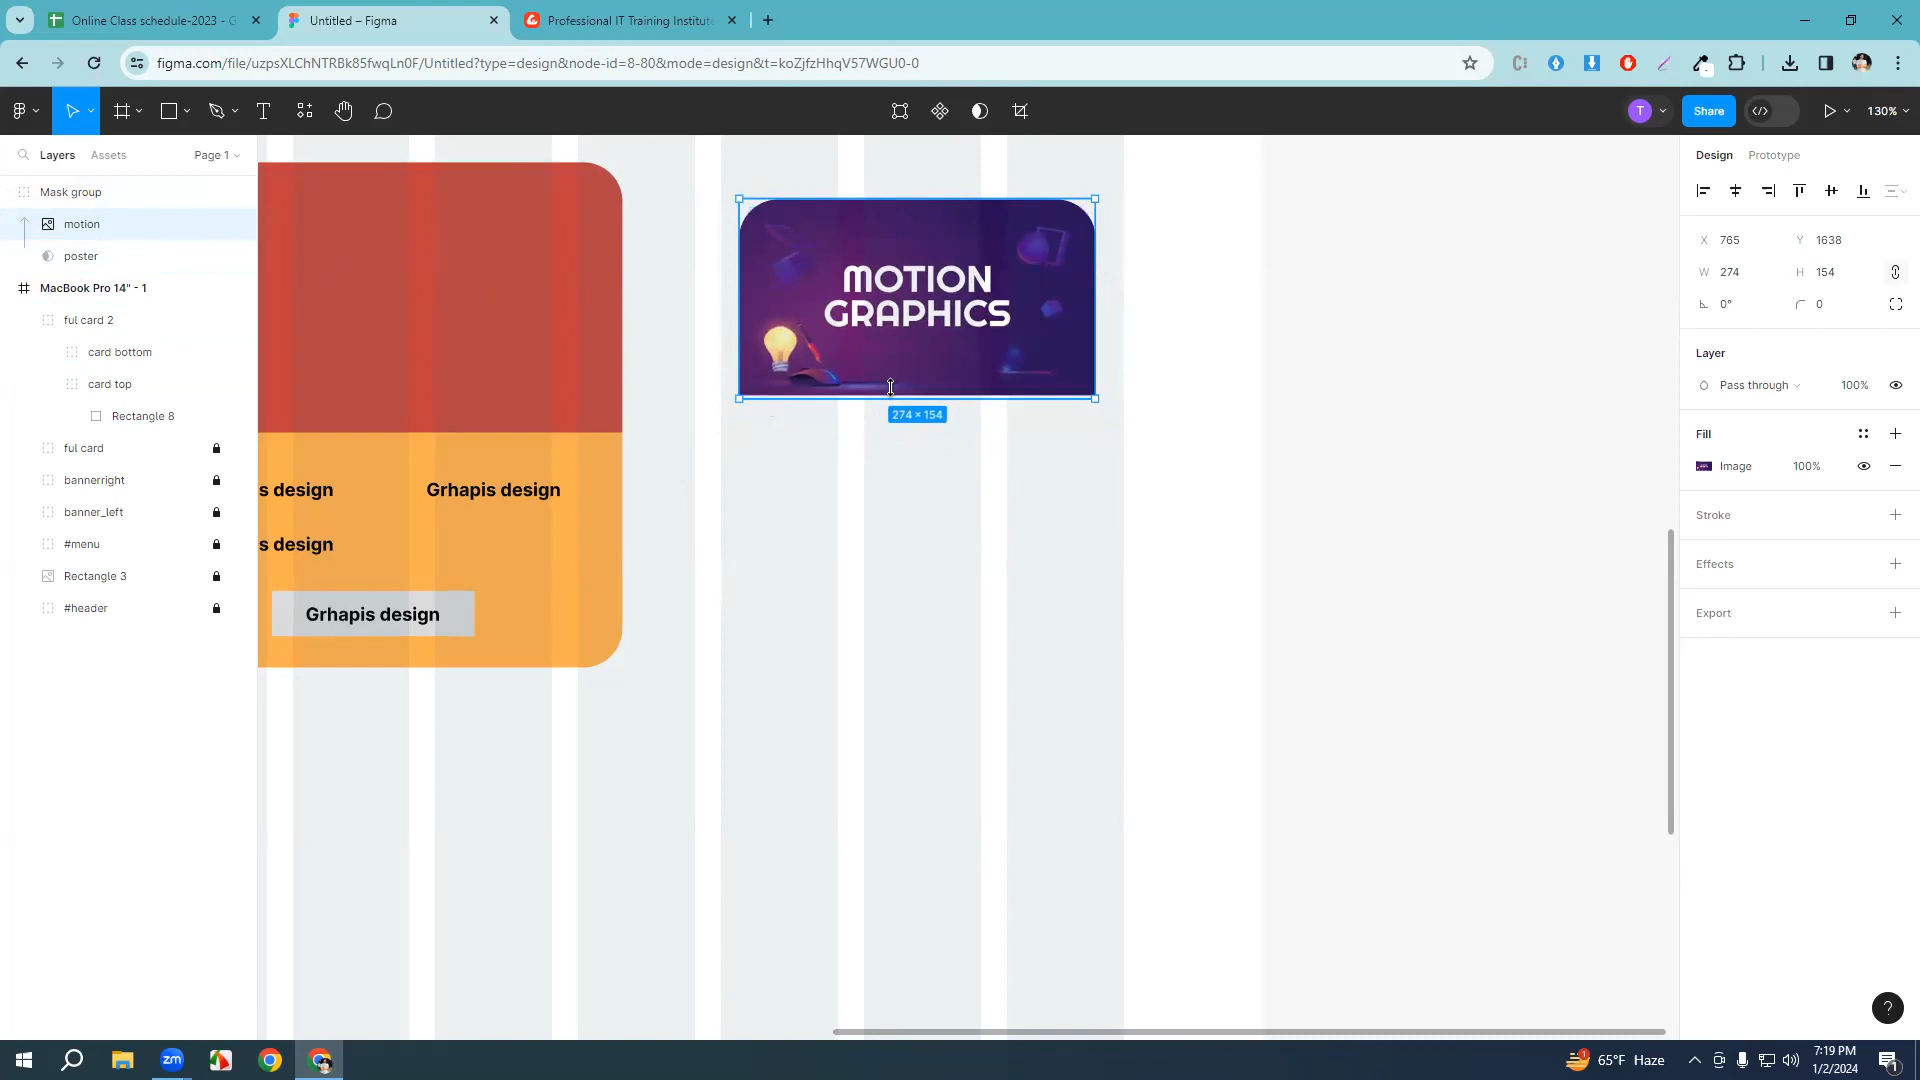 Online Class schedule-2023 - G
Untitled – Figma
Professional IT Training Institute
figma.com/file/uzpsXLChNTRBk85fwqLn0F/Untitled?type=design&node-id=8-80&mode=design&t=koZjfzHhqV57WGU0-0
T
Share
130%
Layers
Assets
Page 1
Design
Prototype
Mask group
motion
poster
MacBook Pro 14" - 1
ful card 2
card bottom
card top
Rectangle 8
ful card
bannerright
banner_left
#menu
Rectangle 3
#header
MOTION
GRAPHICS
274 × 154
s design
Grhapis design
s design
Grhapis design
X 765
Y 1638
W 274
H 154
0°
0
Layer
Pass through
100%
Fill
Image
100%
Stroke
Effects
Export
?
zm
1
65°F Haze
7:19 PM
1/2/2024
1